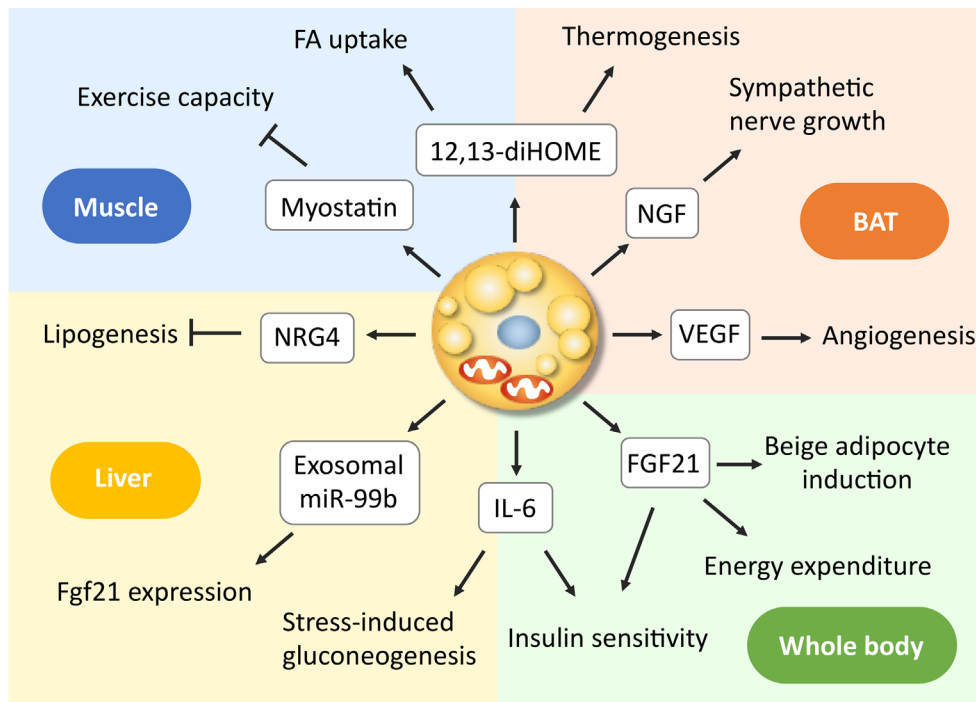 FA uptake
Thermogenesis
Exercise capacity
Sympathetic
nerve growth
12,13-diHOME
Muscle
Myostatin
NGF
BAT
Lipogenesis
NRG4
VEGF
Angiogenesis
Liver
Exosomal
miR-99b
IL-6
FGF21
Beige adipocyte
induction
Fgf21 expression
Energy expenditure
Stress-induced
gluconeogenesis
Insulin sensitivity
Whole body